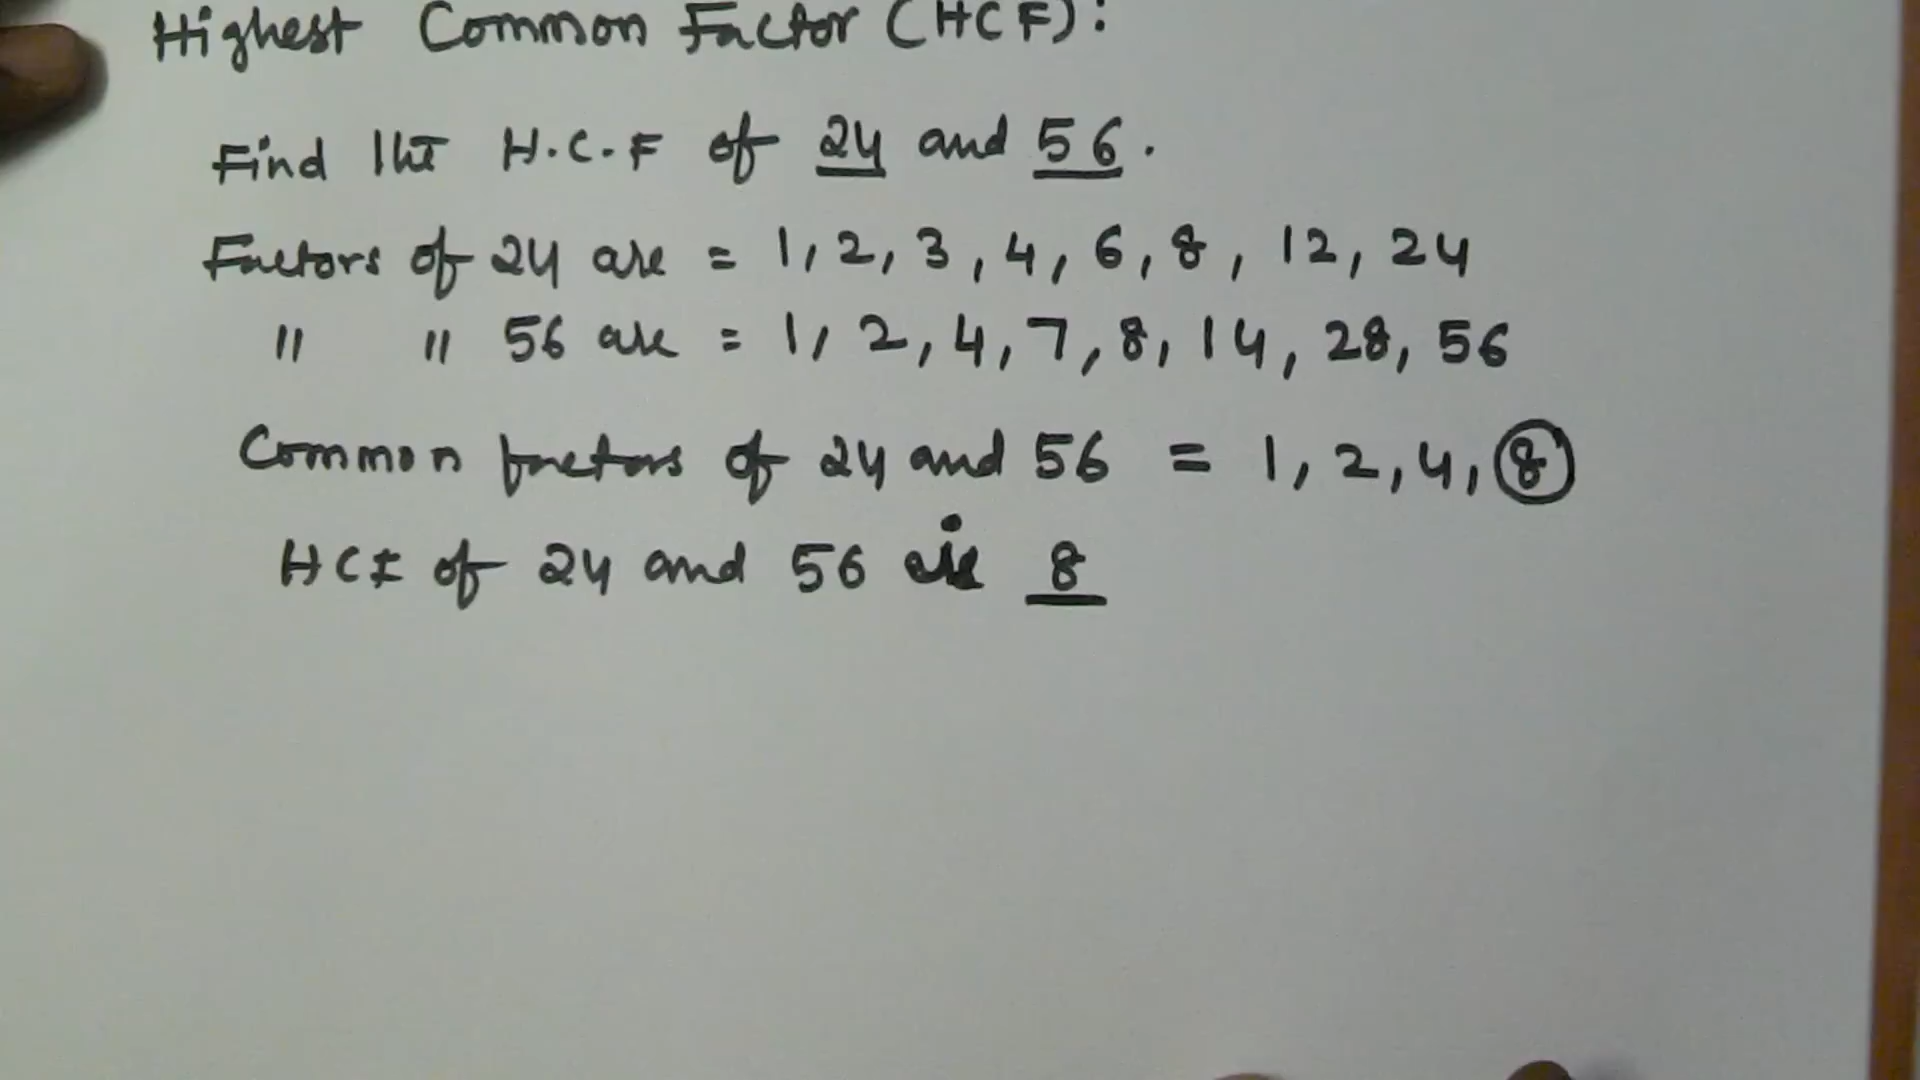 Highest Common Factor (HCF):
Find the H.C.F of 24 and 56.
Factors of 24 are = 1, 2, 3, 4, 6, 8, 12, 24
" " 56 are = 1, 2, 4, 7, 8, 14, 28, 56
Common factors of 24 and 56 = 1, 2, 4, 8
HCF of 24 and 56 is 8